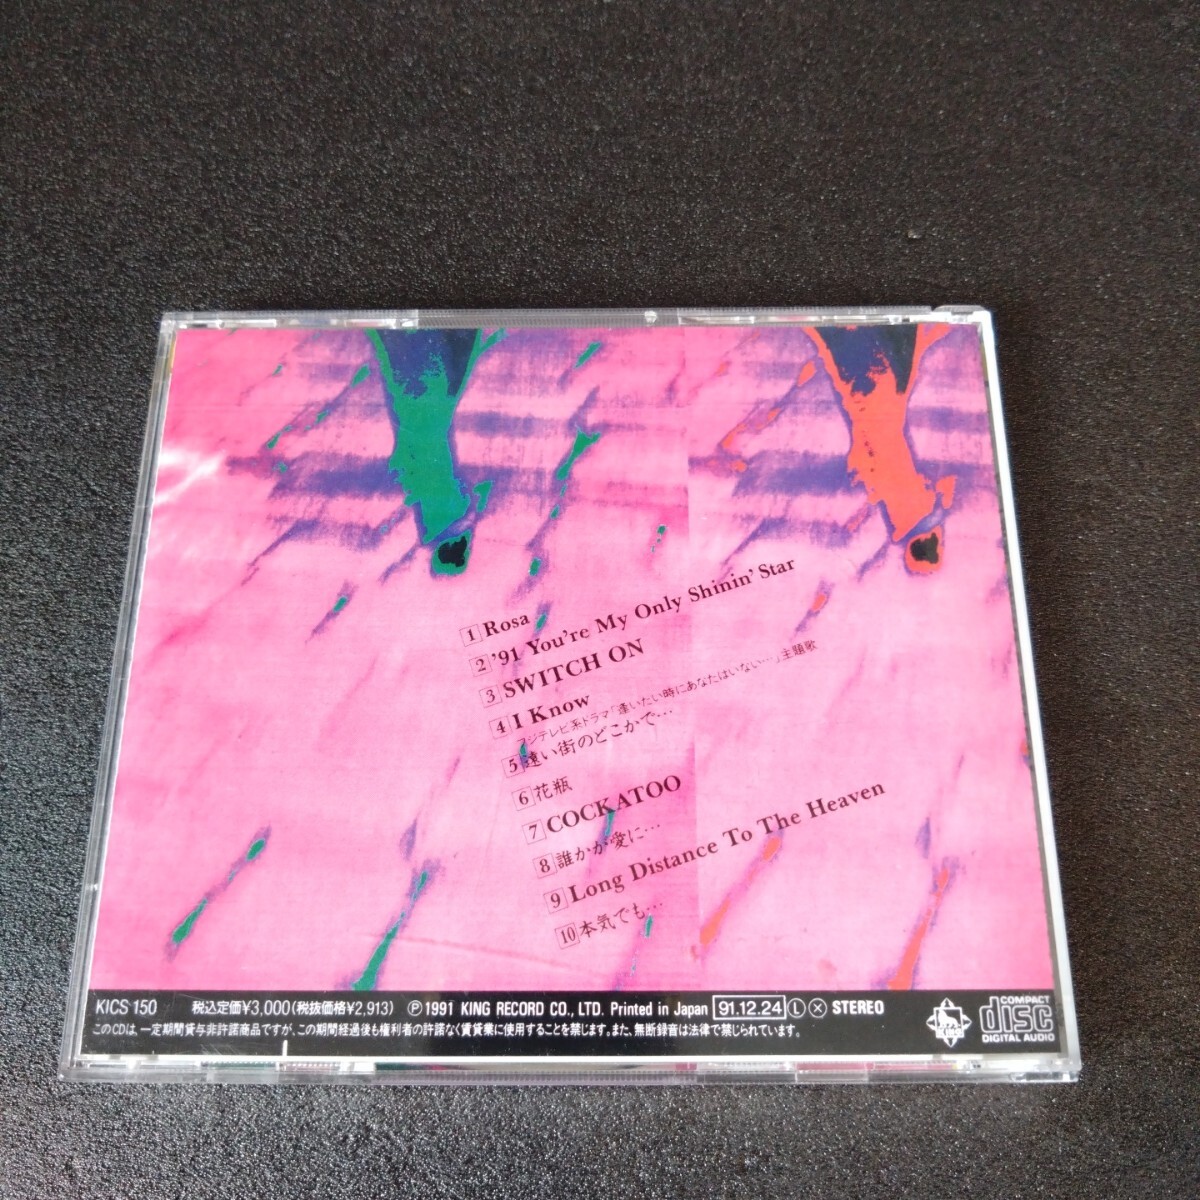 1 Rosa
2 '91 You're My Only Shinin' Star
3 SWITCH ON
4 I Know
フジテレビ系ドラマ「逢いたい時にあなたはいない…」主題歌
5 遠い街のどこかで…
6 花瓶
7 COCKATOO
8 誰かが愛に…
9 Long Distance To The Heaven
10 本気でも…
KICS 150 税込定価¥3,000(税抜価格¥2,913) Ⓟ1991 KING RECORD CO., LTD. Printed in Japan 91.12.24 Ⓛ Ⓧ STEREO
このCDは、一定期間貸与非許諾商品ですが、この期間経過後も権利者の許諾なく賃貸業に使用することを禁じます。また、無断録音は法律で禁じられています。
KING
COMPACT
disc
DIGITAL AUDIO